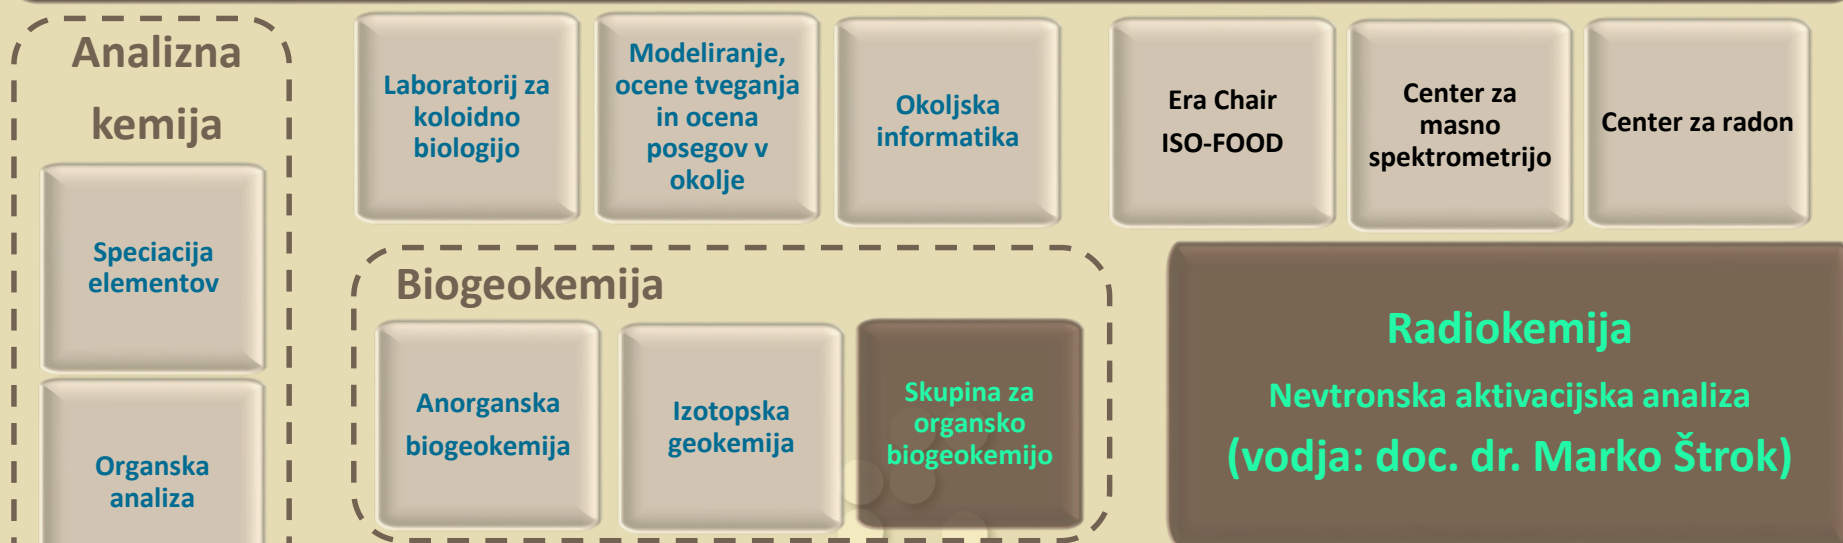 Analizna
kemija
Speciacija
elementov
Organska
analiza
Laboratorij za
koloidno
biologijo
Modeliranje,
ocene tveganja
in ocena
posegov v
okolje
Okoljska
informatika
Era Chair
ISO-FOOD
Center za
masno
spektrometrijo
Center za radon
Biogeokemija
Anorganska
biogeokemija
Izotopska
geokemija
Skupina za
organsko
biogeokemijo
Radiokemija
Nevtronska aktivacijska analiza
(vodja: doc. dr. Marko Štrok)